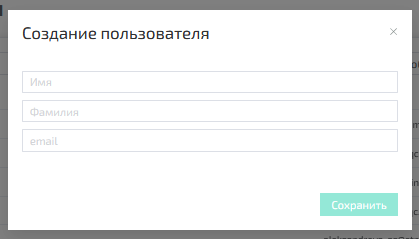 Создание пользователя
×
Имя
Фамилия
email
Сохранить